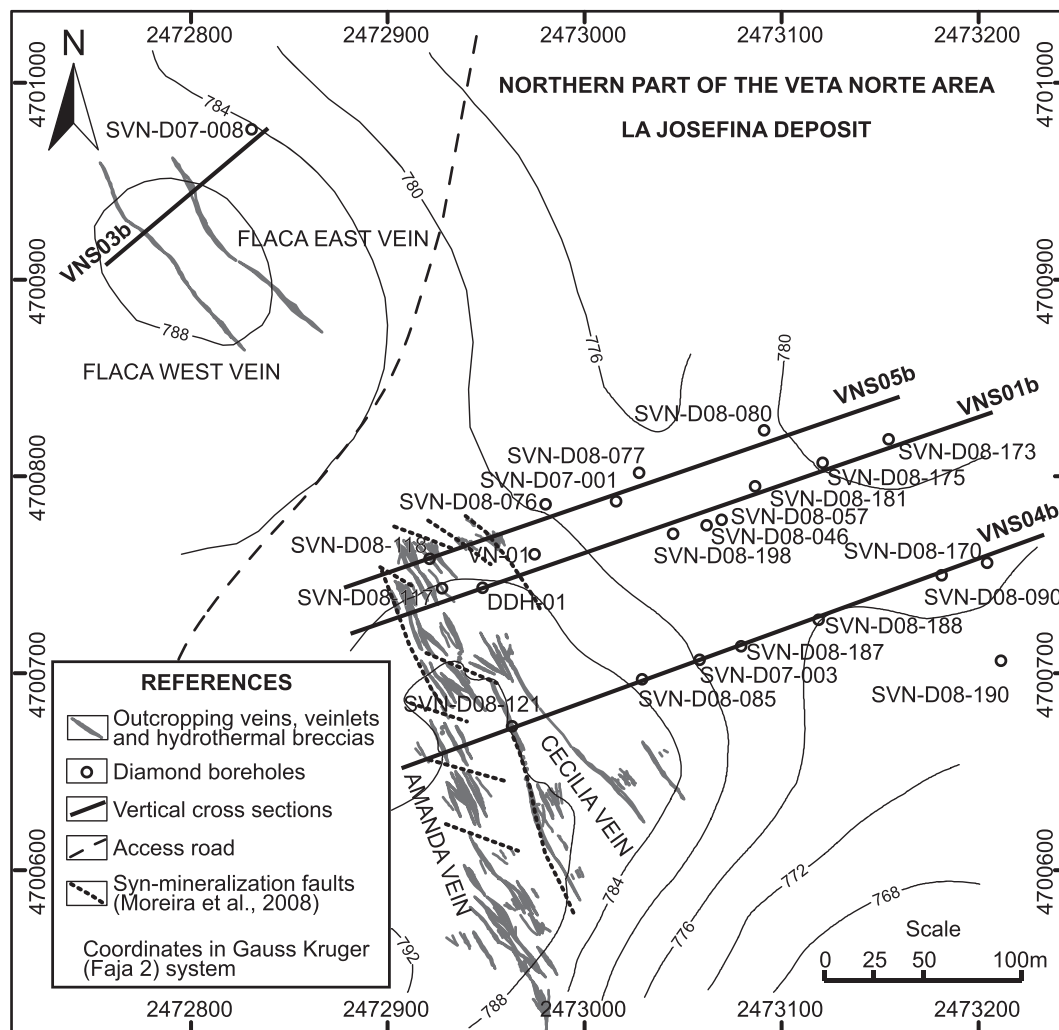 2472800
2472900
2473000
2473100
2473200
N
4701000
4701000
NORTHERN PART OF THE VETA NORTE AREA
LA JOSEFINA DEPOSIT
784
SVN-D07-008
780
VNS03b
FLACA EAST VEIN
4700900
4700900
788
FLACA WEST VEIN
776
780
VNS05b
VNS01b
SVN-D08-080
SVN-D08-173
SVN-D08-077
SVN-D08-175
4700800
4700800
SVN-D07-001
SVN-D08-076
SVN-D08-181
SVN-D08-057
VNS04b
SVN-D08-046
SVN-D08-118
VN-01
SVN-D08-198
SVN-D08-170
SVN-D08-117
DDH-01
SVN-D08-090
SVN-D08-188
SVN-D08-187
4700700
4700700
SVN-D07-003
SVN-D08-190
SVN-D08-085
SVN-D08-121
REFERENCES
Outcropping veins, veinlets
and hydrothermal breccias
Diamond boreholes
Vertical cross sections
Access road
Syn-mineralization faults
(Moreira et al., 2008)
Coordinates in Gauss Kruger
(Faja 2) system
AMANDA VEIN
CECILIA VEIN
4700600
4700600
784
772
776
768
792
788
Scale
0 25 50 100m
2472800
2472900
2473000
2473100
2473200